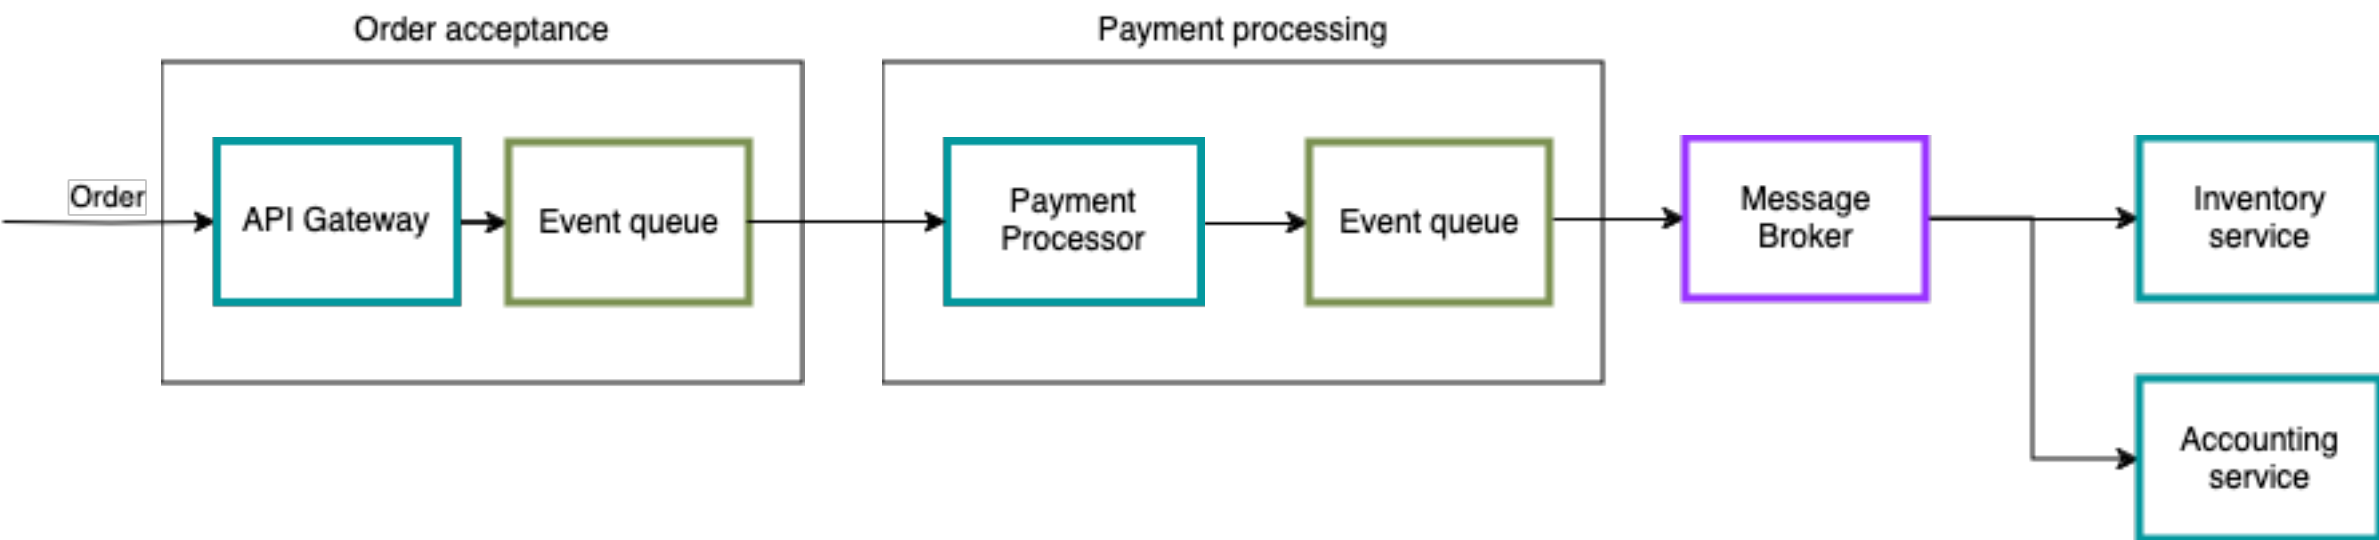 Order acceptance
Payment processing
Order
API Gateway
Event queue
Payment
Processor
Event queue
Message
Broker
Inventory
service
Accounting
service